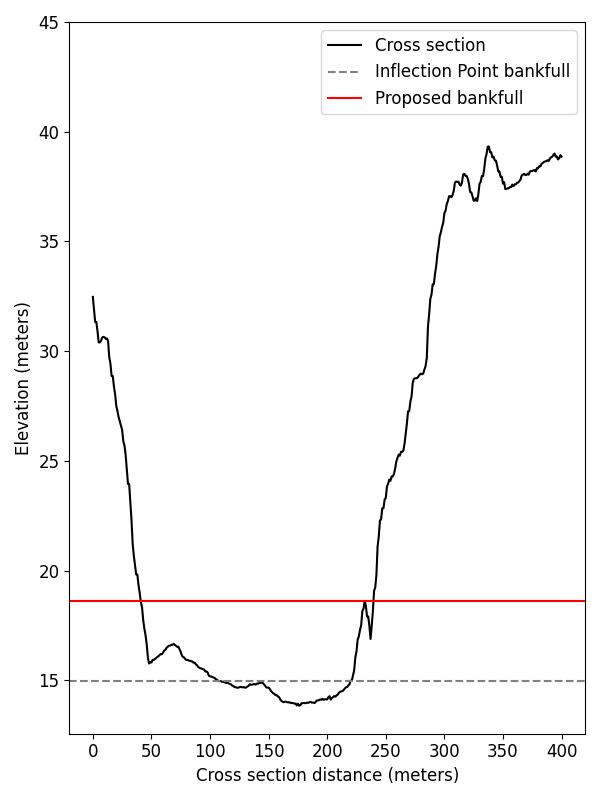 45
40
35
30
25
20
15
Elevation (meters)
Cross section
Inflection Point bankfull
Proposed bankfull
0 50 100 150 200 250 300 350 400
Cross section distance (meters)